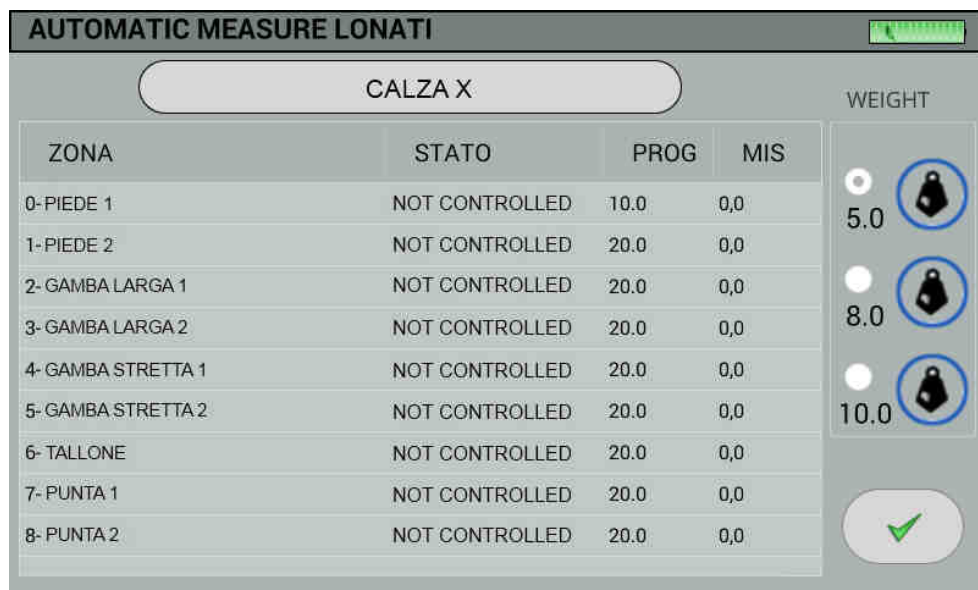 AUTOMATIC MEASURE LONATI
CALZA X
WEIGHT
ZONA STATO PROG MIS
0- PIEDE 1 NOT CONTROLLED 10.0 0,0
1- PIEDE 2 NOT CONTROLLED 20.0 0,0
2- GAMBA LARGA 1 NOT CONTROLLED 20.0 0,0
3- GAMBA LARGA 2 NOT CONTROLLED 20.0 0,0
4- GAMBA STRETTA 1 NOT CONTROLLED 20.0 0,0
5- GAMBA STRETTA 2 NOT CONTROLLED 20.0 0,0
6- TALLONE NOT CONTROLLED 20.0 0,0
7- PUNTA 1 NOT CONTROLLED 20.0 0,0
8- PUNTA 2 NOT CONTROLLED 20.0 0,0
5.0
8.0
10.0